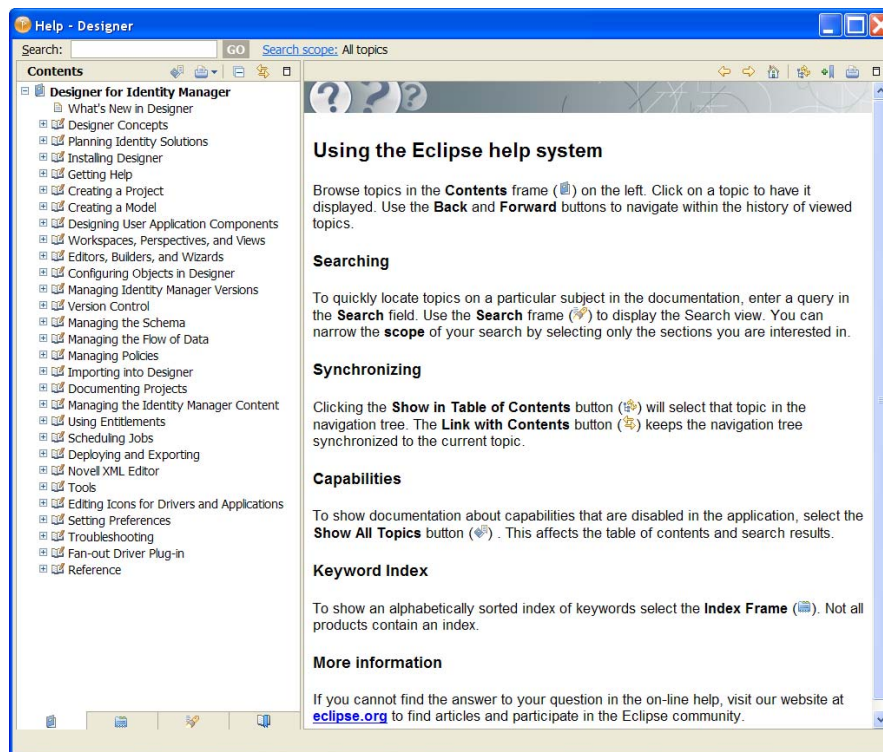 Help - Designer
Search:
GO
Search scope: All topics
Contents
Designer for Identity Manager
What's New in Designer
Designer Concepts
Planning Identity Solutions
Installing Designer
Getting Help
Creating a Project
Creating a Model
Designing User Application Components
Workspaces, Perspectives, and Views
Editors, Builders, and Wizards
Configuring Objects in Designer
Managing Identity Manager Versions
Version Control
Managing the Schema
Managing the Flow of Data
Managing Policies
Importing into Designer
Documenting Projects
Managing the Identity Manager Content
Using Entitlements
Scheduling Jobs
Deploying and Exporting
Novell XML Editor
Tools
Editing Icons for Drivers and Applications
Setting Preferences
Troubleshooting
Fan-out Driver Plug-in
Reference
???
Using the Eclipse help system
Browse topics in the Contents frame ( ) on the left. Click on a topic to have it
displayed. Use the Back and Forward buttons to navigate within the history of viewed
topics.
Searching
To quickly locate topics on a particular subject in the documentation, enter a query in
the Search field. Use the Search frame ( ) to display the Search view. You can
narrow the scope of your search by selecting only the sections you are interested in.
Synchronizing
Clicking the Show in Table of Contents button ( ) will select that topic in the
navigation tree. The Link with Contents button ( ) keeps the navigation tree
synchronized to the current topic.
Capabilities
To show documentation about capabilities that are disabled in the application, select the
Show All Topics button ( ) . This affects the table of contents and search results.
Keyword Index
To show an alphabetically sorted index of keywords select the Index Frame ( ). Not all
products contain an index.
More information
If you cannot find the answer to your question in the on-line help, visit our website at
eclipse.org to find articles and participate in the Eclipse community.